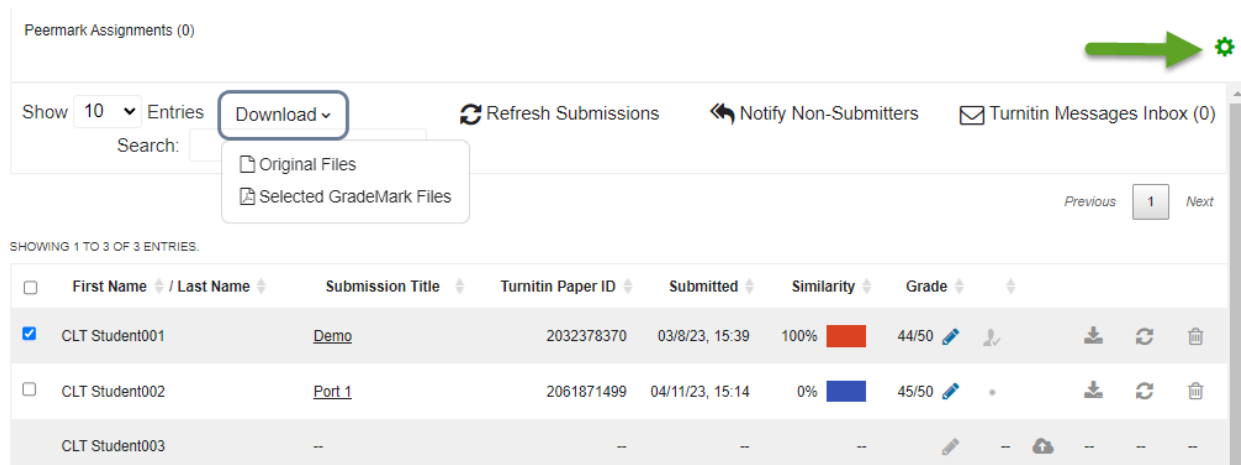 Peermark Assignments (0)
Show 10 Entries Download Refresh Submissions Notify Non-Submitters Turnitin Messages Inbox (0)
Search:
Original Files
Selected GradeMark Files
Previous 1 Next
SHOWING 1 TO 3 OF 3 ENTRIES.
First Name / Last Name Submission Title Turnitin Paper ID Submitted Similarity Grade
CLT Student001 Demo 2032378370 03/8/23, 15:39 100% 44/50
CLT Student002 Port 1 2061871499 04/11/23, 15:14 0% 45/50
CLT Student003 -- -- -- -- -- -- -- --